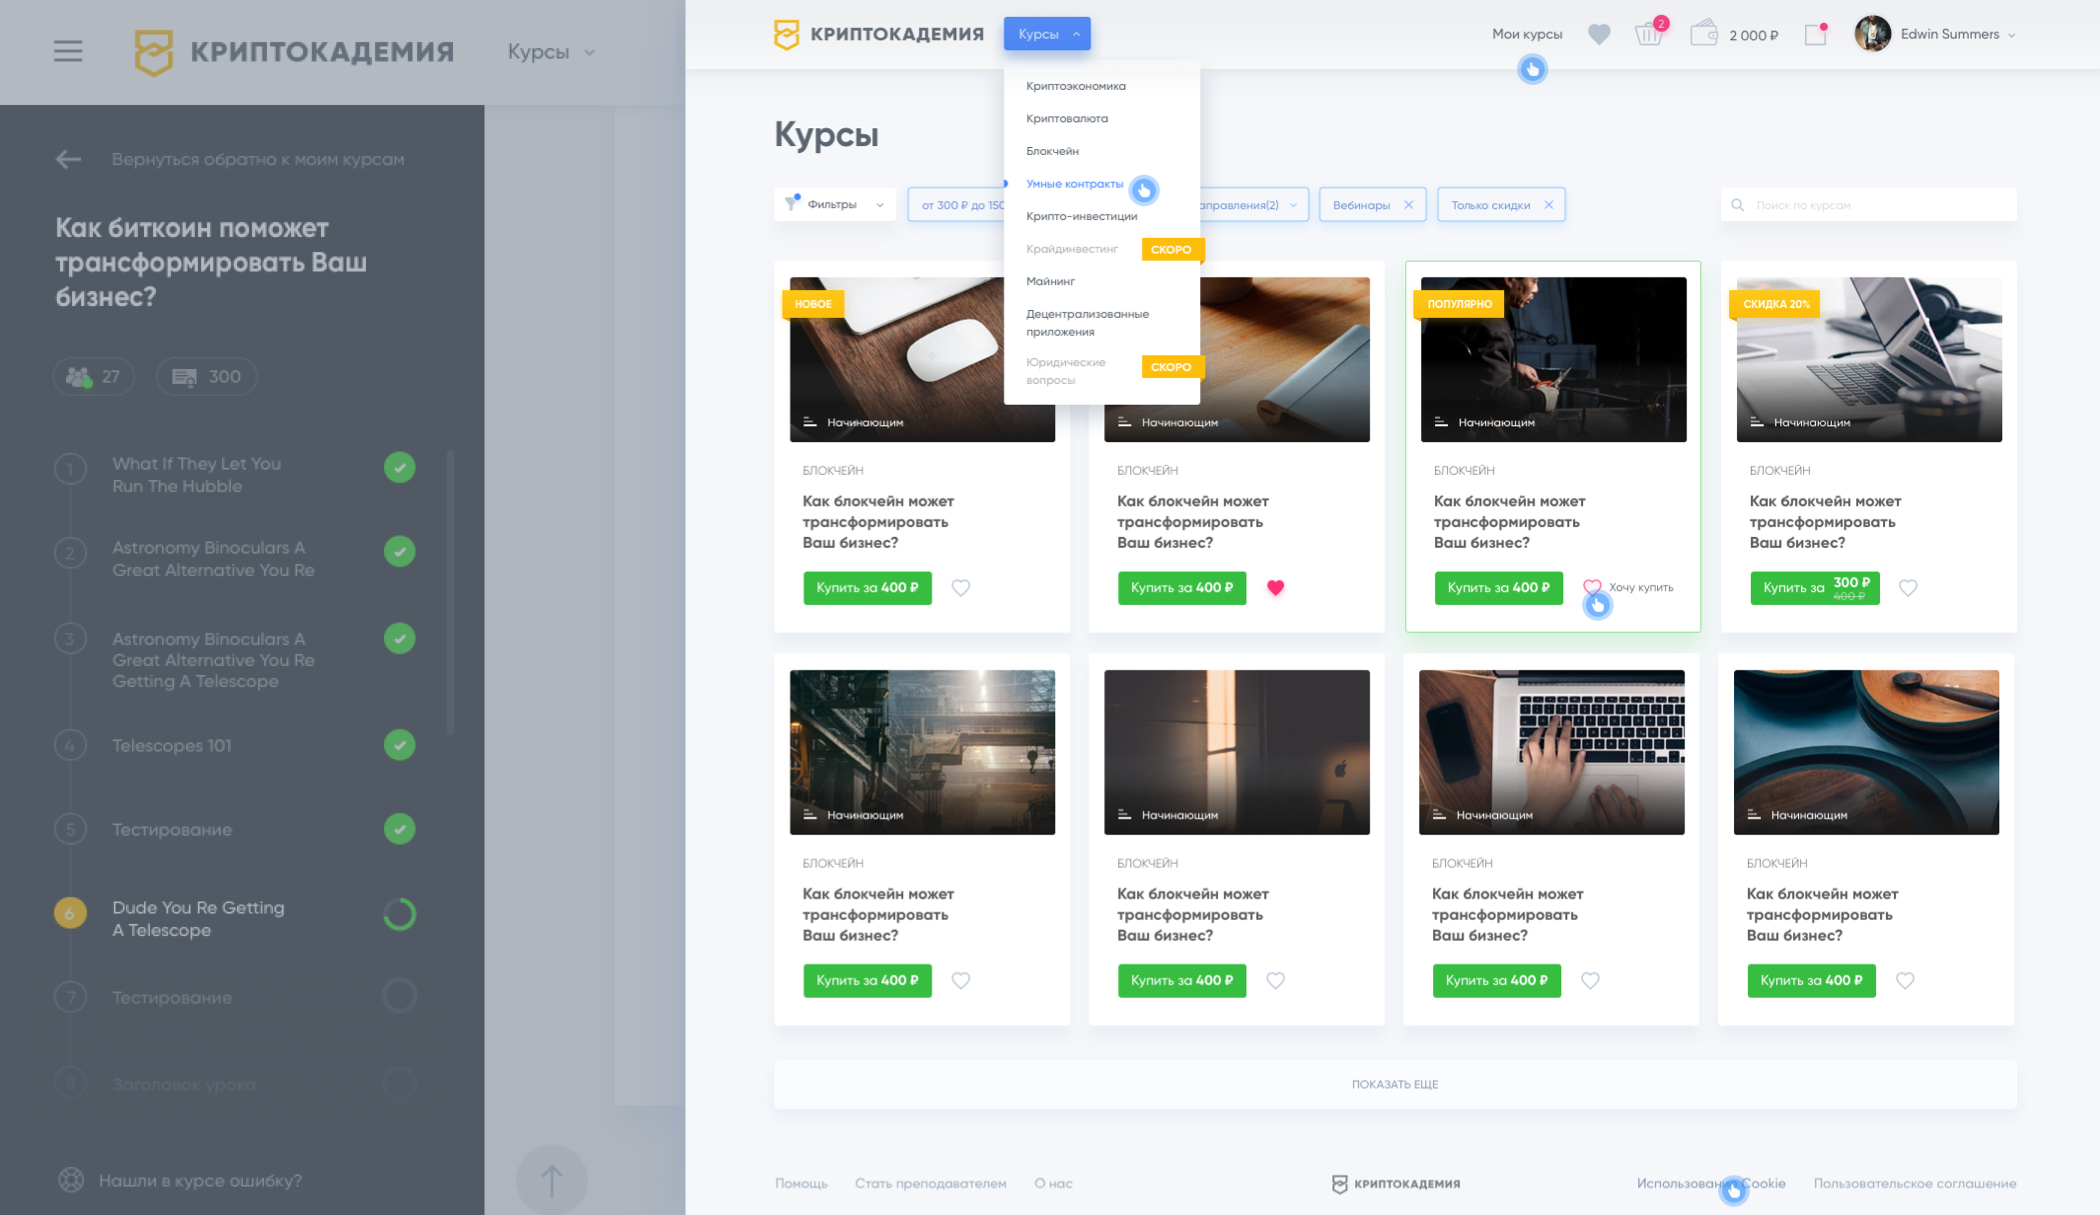 КРИПТОКАДЕМИЯ
Курсы
Вернуться обратно к моим курсам
Как биткоин поможет
трансформировать Ваш
бизнес?
27
300
1
What If They Let You
Run The Hubble
2
Astronomy Binoculars A
Great Alternative You Re
3
Astronomy Binoculars A
Great Alternative You Re
Getting A Telescope
4
Telescopes 101
5
Тестирование
6
Dude You Re Getting
A Telescope
7
Тестирование
8
Заголовок урока
Нашли в курсе ошибку?
КРИПТОКАДЕМИЯ
Курсы
Мои курсы
2
2 000 ₽
Edwin Summers
Криптоэкономика
Криптовалюта
Блокчейн
Умные контракты
Крипто-инвестиции
Крайдинвестинг
СКОРО
Майнинг
Децентрализованные
приложения
Юридические
вопросы
СКОРО
Курсы
Фильтры
от 300 ₽ до 150
аправления(2)
Вебинары
Только скидки
Поиск по курсам
НОВОЕ
Начинающим
БЛОКЧЕЙН
Как блокчейн может
трансформировать
Ваш бизнес?
Купить за 400 ₽
Начинающим
БЛОКЧЕЙН
Как блокчейн может
трансформировать
Ваш бизнес?
Купить за 400 ₽
ПОПУЛЯРНО
Начинающим
БЛОКЧЕЙН
Как блокчейн может
трансформировать
Ваш бизнес?
Купить за 400 ₽
Хочу купить
СКИДКА 20%
Начинающим
БЛОКЧЕЙН
Как блокчейн может
трансформировать
Ваш бизнес?
Купить за 300 ₽
400 ₽
Начинающим
БЛОКЧЕЙН
Как блокчейн может
трансформировать
Ваш бизнес?
Купить за 400 ₽
Начинающим
БЛОКЧЕЙН
Как блокчейн может
трансформировать
Ваш бизнес?
Купить за 400 ₽
Начинающим
БЛОКЧЕЙН
Как блокчейн может
трансформировать
Ваш бизнес?
Купить за 400 ₽
Начинающим
БЛОКЧЕЙН
Как блокчейн может
трансформировать
Ваш бизнес?
Купить за 400 ₽
ПОКАЗАТЬ ЕЩЕ
Помощь
Стать преподавателем
О нас
КРИПТОКАДЕМИЯ
Использовани Cookie
Пользовательское соглашение